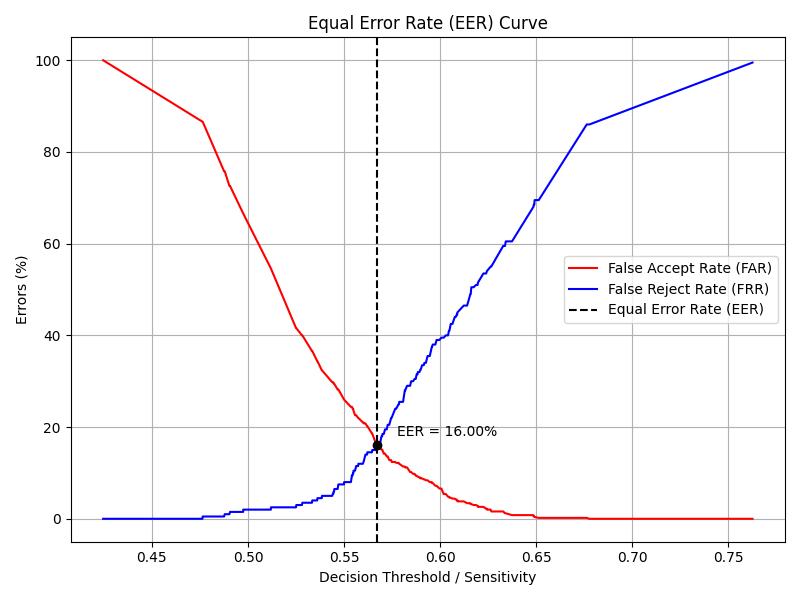 Equal Error Rate (EER) Curve
100
80
60
40
20
0
Errors (%)
False Accept Rate (FAR)
False Reject Rate (FRR)
Equal Error Rate (EER)
EER = 16.00%
0.45 0.50 0.55 0.60 0.65 0.70 0.75
Decision Threshold / Sensitivity